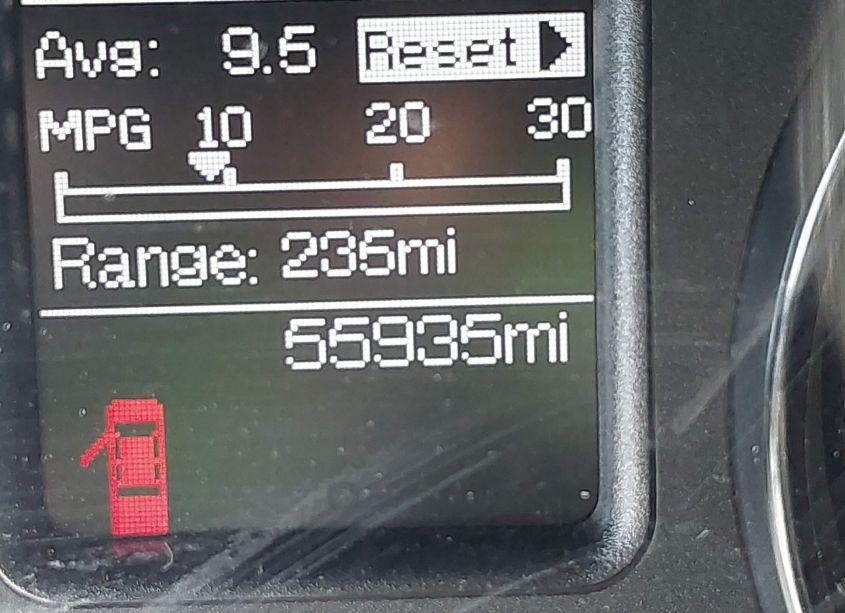 Avg: 9.5 Reset
MPG 10 20 30
Range: 235mi
55935mi